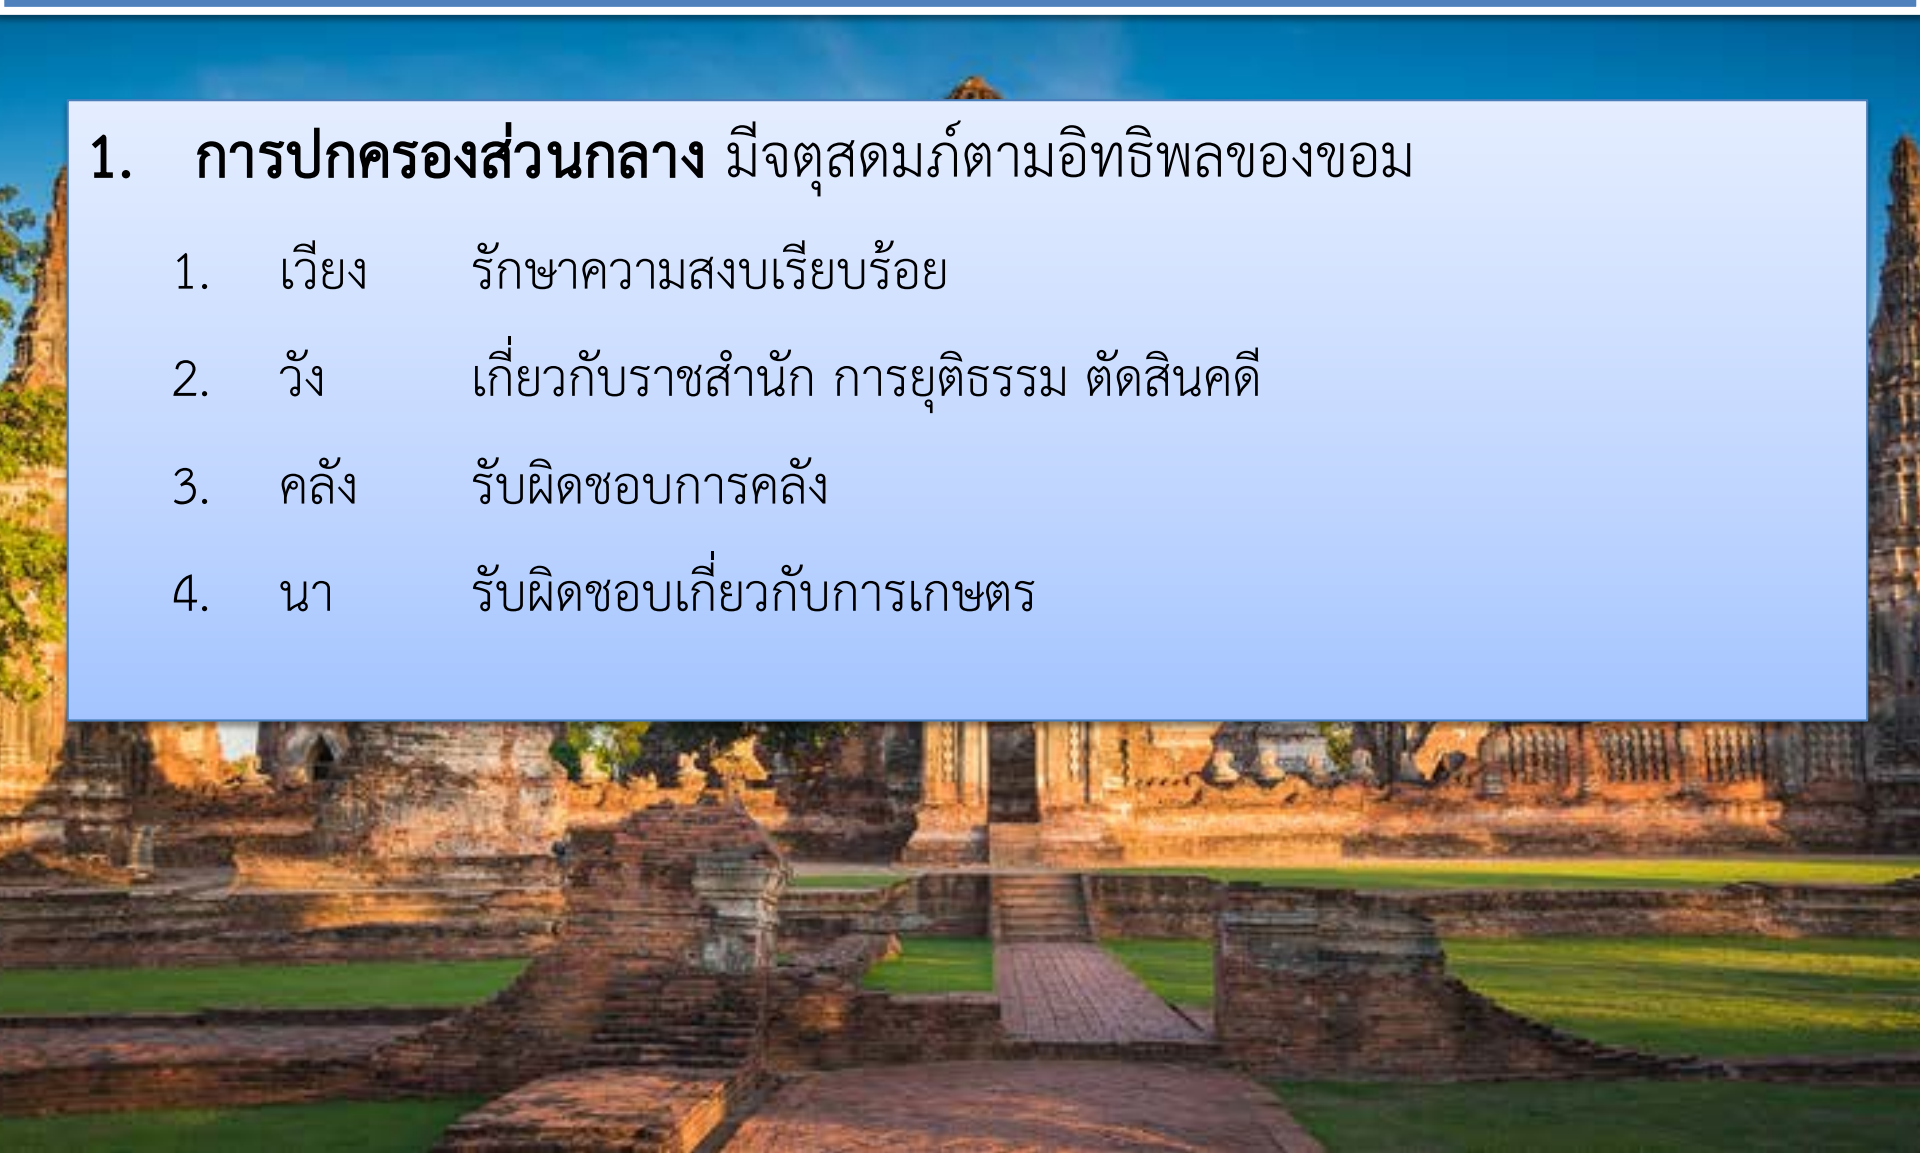 1. การปกครองส่วนกลาง มีจตุสดมภ์ตามอิทธิพลของขอม
1. เวียง รักษาความสงบเรียบร้อย
2. วัง เกี่ยวกับราชสำนัก การยุติธรรม ตัดสินคดี
3. คลัง รับผิดชอบการคลัง
4. นา รับผิดชอบเกี่ยวกับการเกษตร